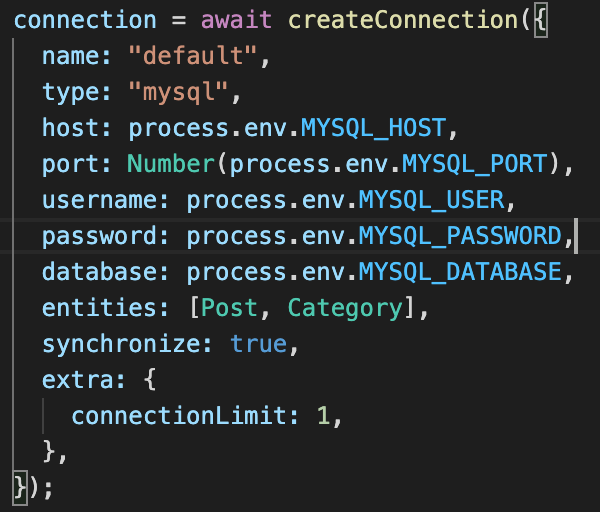 connection = await createConnection({
  name: "default",
  type: "mysql",
  host: process.env.MYSQL_HOST,
  port: Number(process.env.MYSQL_PORT),
  username: process.env.MYSQL_USER,
  password: process.env.MYSQL_PASSWORD,
  database: process.env.MYSQL_DATABASE,
  entities: [Post, Category],
  synchronize: true,
  extra: {
    connectionLimit: 1,
  },
});